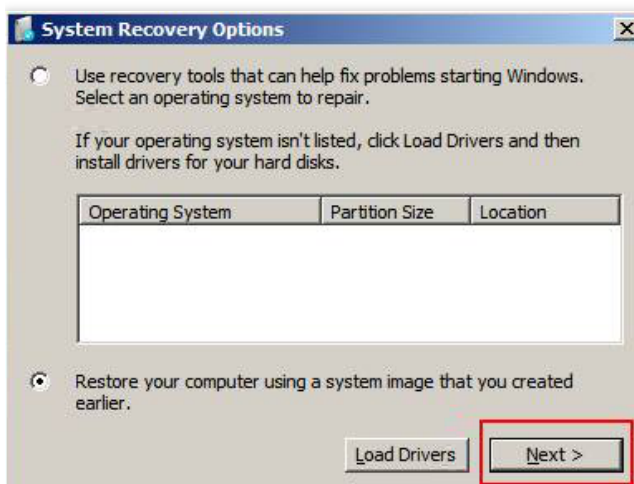 System Recovery Options
Use recovery tools that can help fix problems starting Windows.
Select an operating system to repair.
If your operating system isn't listed, click Load Drivers and then
install drivers for your hard disks.
Operating System Partition Size Location
Restore your computer using a system image that you created
earlier.
Load Drivers Next >